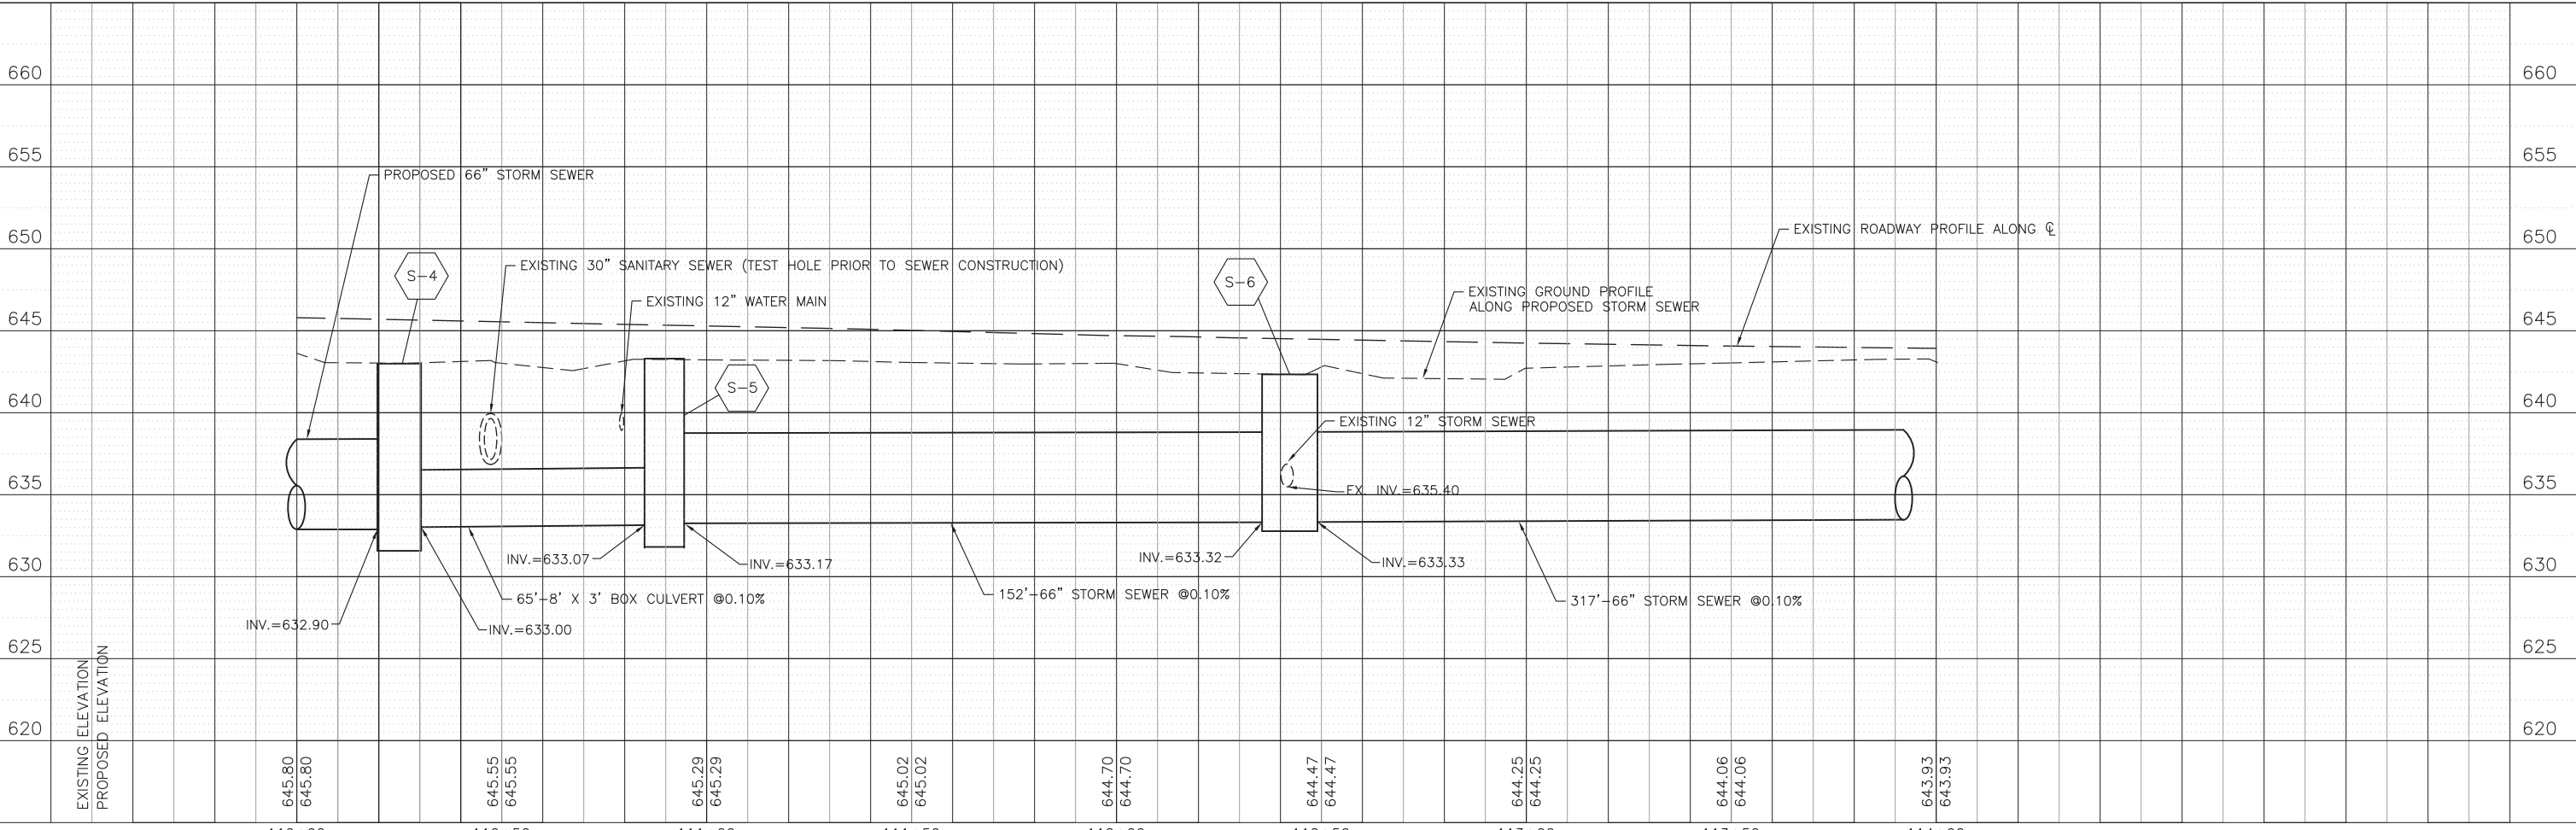 660
660
655
655
PROPOSED 66” STORM SEWER
650
650
EXISTING ROADWAY PROFILE ALONG ℄
S-4
EXISTING 30” SANITARY SEWER (TEST HOLE PRIOR TO SEWER CONSTRUCTION)
S-6
EXISTING 12” WATER MAIN
EXISTING GROUND PROFILE
ALONG PROPOSED STORM SEWER
645
645
S-5
640
640
EXISTING 12” STORM SEWER
635
635
EX. INV.=635.40
INV.=633.07
INV.=633.17
INV.=633.32
INV.=633.33
630
630
65'-8' X 3' BOX CULVERT @0.10%
152'-66” STORM SEWER @0.10%
317'-66” STORM SEWER @0.10%
INV.=632.90
INV.=633.00
625
625
620
620
EXISTING ELEVATION
PROPOSED ELEVATION
645.80
645.80
645.55
645.55
645.29
645.29
645.02
645.02
644.70
644.70
644.47
644.47
644.25
644.25
644.06
644.06
643.93
643.93